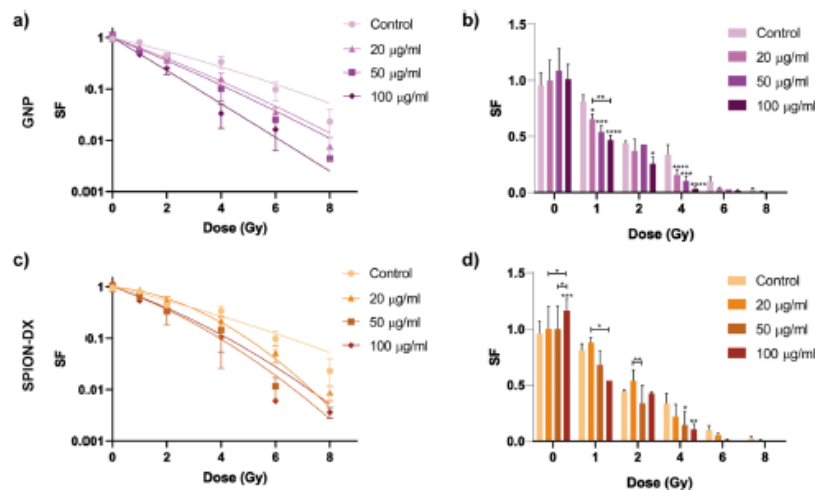 a)
GNP
SF
1
0.1
0.01
0.001
0
2
4
6
8
Dose (Gy)
Control
20 µg/ml
50 µg/ml
100 µg/ml
b)
SF
1.5
1.0
0.5
0.0
0
1
2
4
6
8
Dose (Gy)
Control
20 µg/ml
50 µg/ml
100 µg/ml
**
*
***
****
*
****
***
****
c)
SPION-DX
SF
1
0.1
0.01
0.001
0
2
4
6
8
Dose (Gy)
Control
20 µg/ml
50 µg/ml
100 µg/ml
d)
SF
1.5
1.0
0.5
0.0
0
1
2
4
6
8
Dose (Gy)
Control
20 µg/ml
50 µg/ml
100 µg/ml
*
*
***
*
**
*
**